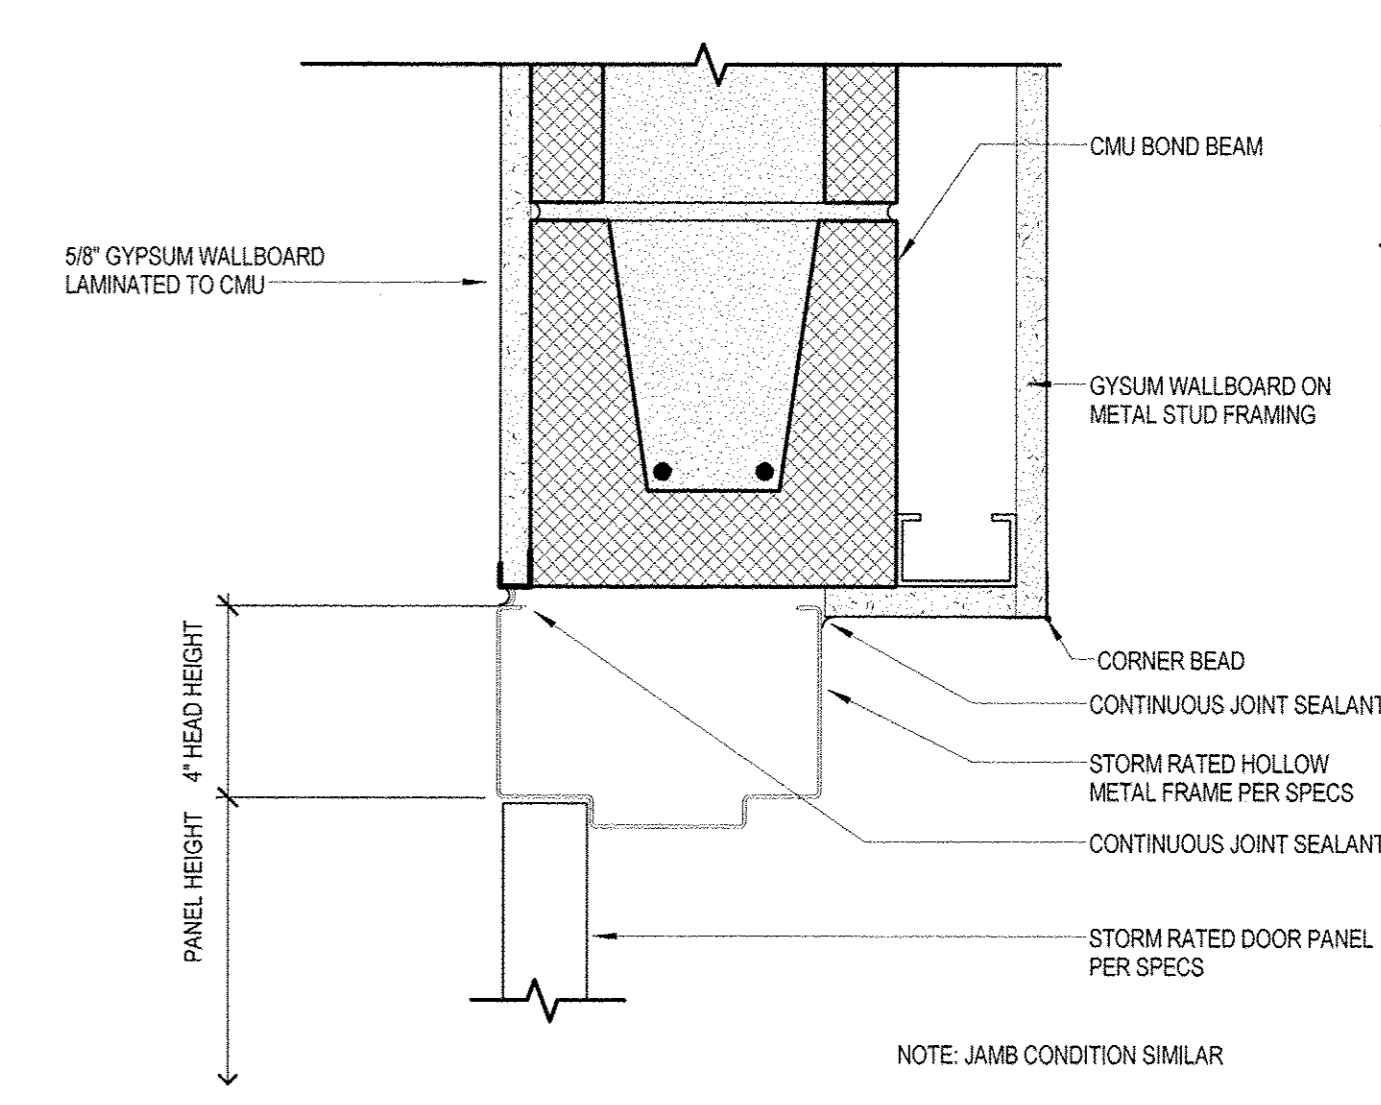 CMU BOND BEAM
5/8" GYPSUM WALLBOARD
LAMINATED TO CMU
GYSUM WALLBOARD ON
METAL STUD FRAMING
4" HEAD HEIGHT
CORNER BEAD
CONTINUOUS JOINT SEALANT
STORM RATED HOLLOW
METAL FRAME PER SPECS
CONTINUOUS JOINT SEALANT
PANEL HEIGHT
STORM RATED DOOR PANEL
PER SPECS
NOTE: JAMB CONDITION SIMILAR